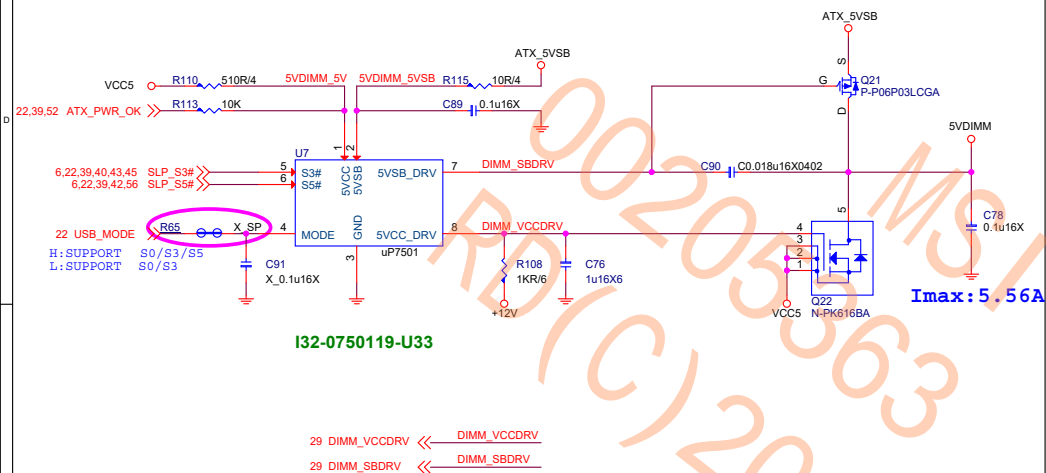 ATX_5VSB
ATX_5VSB
VCC5
R110
510R/4
5VDIMM_5V
5VDIMM_5VSB
R115
10R/4
S
G
Q21
P-P06P03LCGA
D
22,39,52 ATX_PWR_OK
R113
10K
C89
0.1u16X
D
5VDIMM
U7
1
2
6,22,39,40,43,45 SLP_S3#
5
S3#
5VCC
5VSB
5VSB_DRV
7
DIMM_SBDRV
C90
C0.018u16X0402
6,22,39,42,56 SLP_S5#
6
S5#
22 USB_MODE
R65
X_SP
4
MODE
GND
5VCC_DRV
8
DIMM_VCCDRV
5
4
3
2
1
C78
0.1u16X
H:SUPPORT S0/S3/S5
L:SUPPORT S0/S3
3
uP7501
C91
X_0.1u16X
R108
1KR/6
C76
1u16X6
+12V
VCC5
Q22
N-PK616BA
Imax:5.56A
I32-0750119-U33
29 DIMM_VCCDRV
DIMM_VCCDRV
29 DIMM_SBDRV
DIMM_SBDRV
MSI
00205363